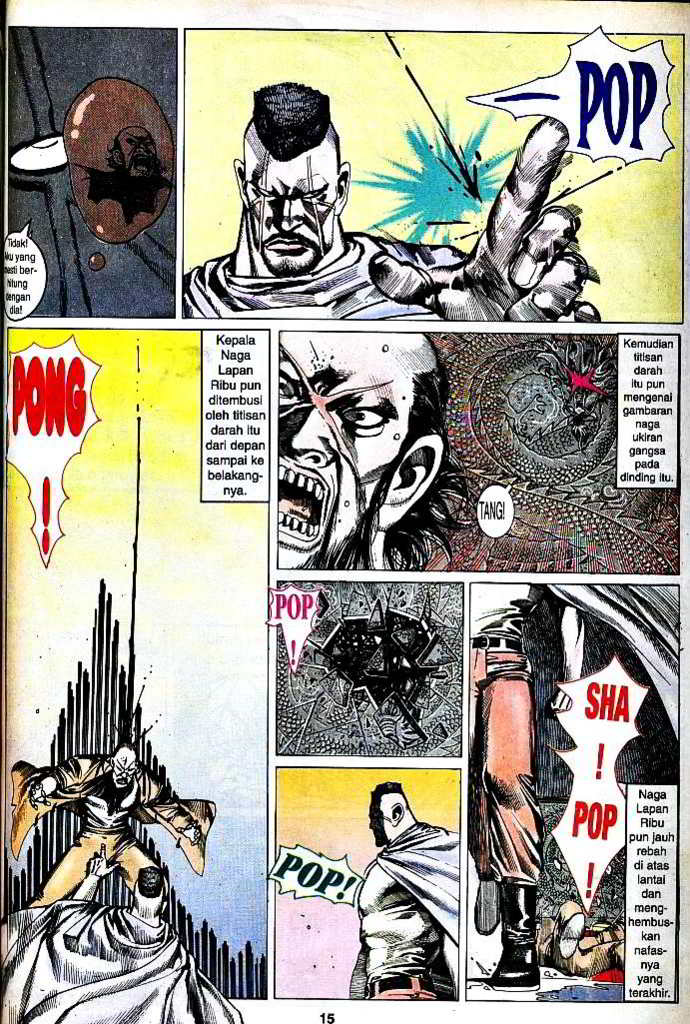 Tidak!
Aku yang
mesti ber-
hitung
dengan
dia!
POP
PONG
!
Kepala
Naga
Lapan
Ribu pun
ditembusi
oleh titisan
darah itu
dari depan
sampai ke
belakang-
nya.
Kemudian
titisan
darah
itu pun
mengenai
gambaran
naga
ukiran
gangsa
pada
dinding itu.
TANG!
POP
!
POP!
SHA
!
POP
!
Naga
Lapan
Ribu
pun jauh
rebah
di atas
lantai
dan
meng-
hembus-
kan
nafas-
nya
yang
terakhir.
15